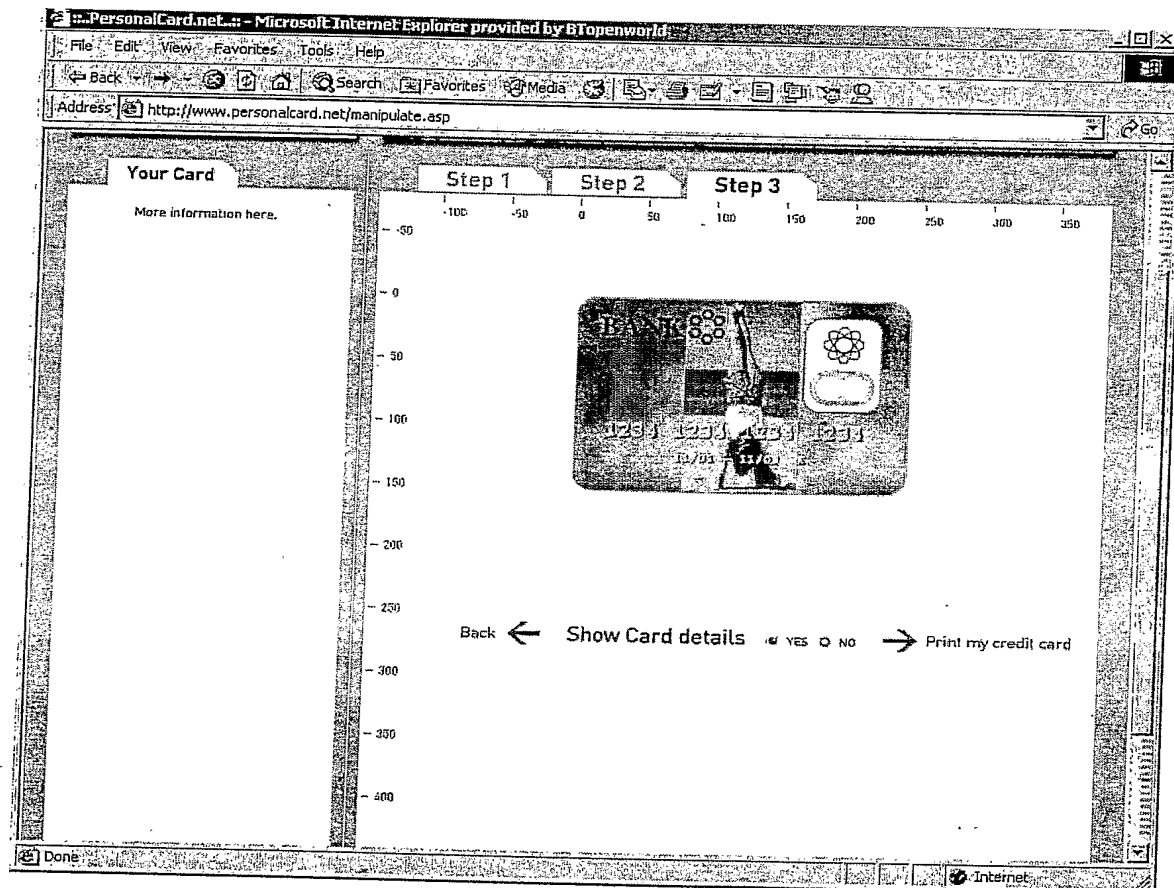 ::..PersonalCard.net..:: - Microsoft Internet Explorer provided by BTopenworld
File Edit View Favorites Tools Help
Back Search Favorites Media
Address http://www.personalcard.net/manipulate.asp Go
Your Card
Step 1 Step 2 Step 3
More information here.
-100 -50 0 50 100 150 200 250 300 350
-50
0
50
100
150
200
250
300
350
400
BANK
1234 1234 1234 1234
Back Show Card details YES NO Print my credit card
Done Internet